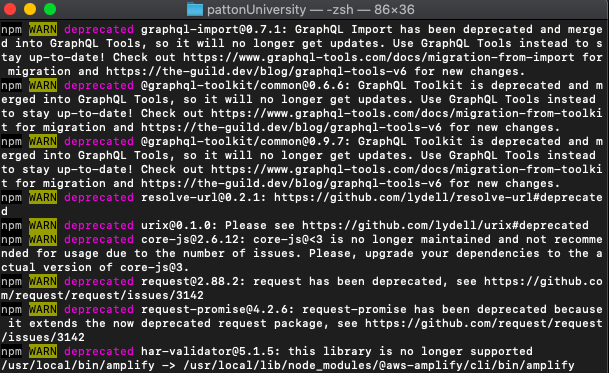 pattonUniversity — -zsh — 86×36
npm WARN deprecated graphql-import@0.7.1: GraphQL Import has been deprecated and merge
d into GraphQL Tools, so it will no longer get updates. Use GraphQL Tools instead to s
tay up-to-date! Check out https://www.graphql-tools.com/docs/migration-from-import for
 migration and https://the-guild.dev/blog/graphql-tools-v6 for new changes.
npm WARN deprecated @graphql-toolkit/common@0.6.6: GraphQL Toolkit is deprecated and m
erged into GraphQL Tools, so it will no longer get updates. Use GraphQL Tools instead
to stay up-to-date! Check out https://www.graphql-tools.com/docs/migration-from-toolki
t for migration and https://the-guild.dev/blog/graphql-tools-v6 for new changes.
npm WARN deprecated @graphql-toolkit/common@0.9.7: GraphQL Toolkit is deprecated and m
erged into GraphQL Tools, so it will no longer get updates. Use GraphQL Tools instead
to stay up-to-date! Check out https://www.graphql-tools.com/docs/migration-from-toolki
t for migration and https://the-guild.dev/blog/graphql-tools-v6 for new changes.
npm WARN deprecated resolve-url@0.2.1: https://github.com/lydell/resolve-url#deprecate
d
npm WARN deprecated urix@0.1.0: Please see https://github.com/lydell/urix#deprecated
npm WARN deprecated core-js@2.6.12: core-js@<3 is no longer maintained and not recomme
nded for usage due to the number of issues. Please, upgrade your dependencies to the a
ctual version of core-js@3.
npm WARN deprecated request@2.88.2: request has been deprecated, see https://github.co
m/request/request/issues/3142
npm WARN deprecated request-promise@4.2.6: request-promise has been deprecated because
 it extends the now deprecated request package, see https://github.com/request/request
/issues/3142
npm WARN deprecated har-validator@5.1.5: this library is no longer supported
/usr/local/bin/amplify -> /usr/local/lib/node_modules/@aws-amplify/cli/bin/amplify